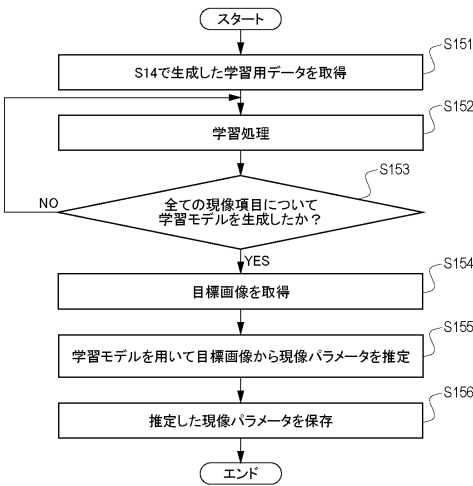 スタート
S151
S14で生成した学習用データを取得
S152
学習処理
S153
全ての現像項目について
学習モデルを生成したか？
NO
YES
S154
目標画像を取得
S155
学習モデルを用いて目標画像から現像パラメータを推定
S156
推定した現像パラメータを保存
エンド